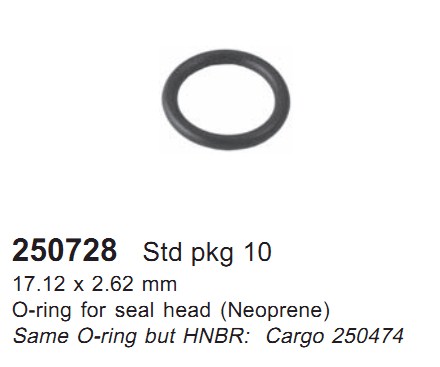 250728 Std pkg 10
17.12 x 2.62 mm
O-ring for seal head (Neoprene)
Same O-ring but HNBR: Cargo 250474